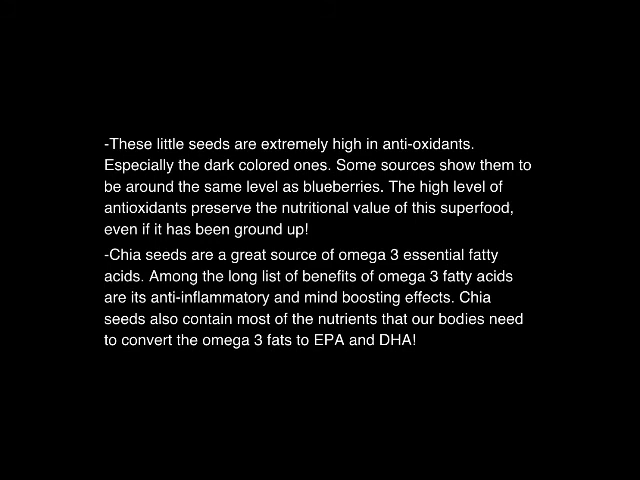 -These little seeds are extremely high in anti-oxidants.
Especially the dark colored ones. Some sources show them to
be around the same level as blueberries. The high level of
antioxidants preserve the nutritional value of this superfood,
even if it has been ground up!
-Chia seeds are a great source of omega 3 essential fatty
acids. Among the long list of benefits of omega 3 fatty acids
are its anti-inflammatory and mind boosting effects. Chia
seeds also contain most of the nutrients that our bodies need
to convert the omega 3 fats to EPA and DHA!